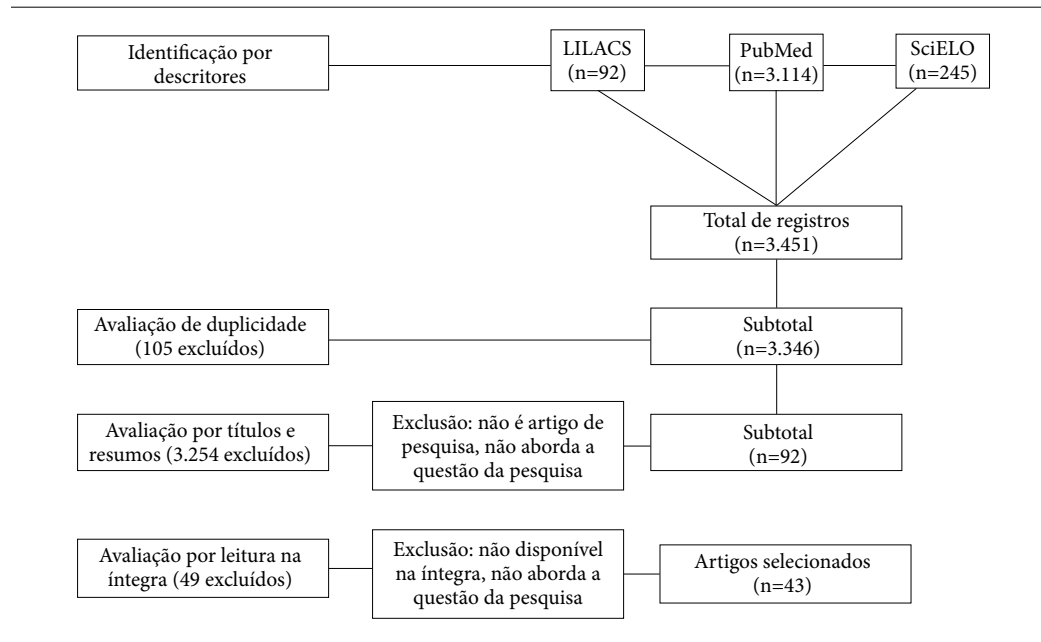 Identificação por
descritores
LILACS
(n=92)
PubMed
(n=3.114)
SciELO
(n=245)
Total de registros
(n=3.451)
Avaliação de duplicidade
(105 excluídos)
Subtotal
(n=3.346)
Avaliação por títulos e
resumos (3.254 excluídos)
Exclusão: não é artigo de
pesquisa, não aborda a
questão da pesquisa
Subtotal
(n=92)
Avaliação por leitura na
íntegra (49 excluídos)
Exclusão: não disponível
na íntegra, não aborda a
questão da pesquisa
Artigos selecionados
(n=43)